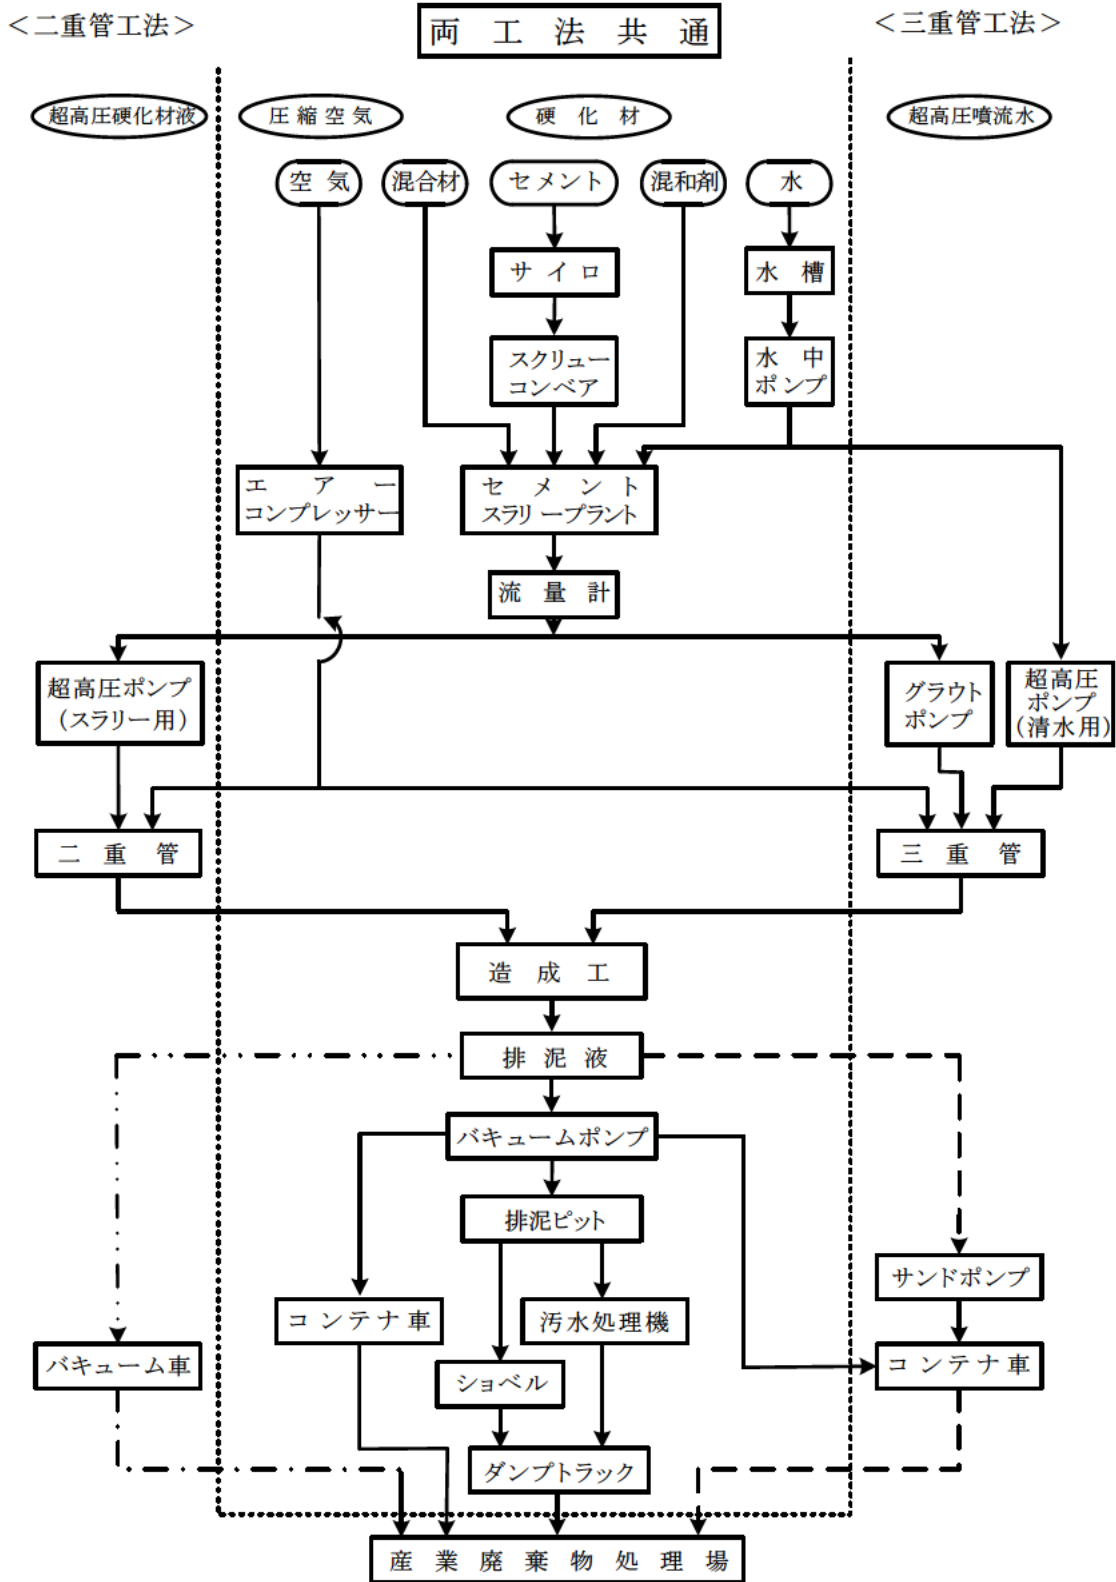 ＜二重管工法＞
両工法共通
＜三重管工法＞
超高圧硬化材液
圧縮空気
硬化材
超高圧噴流水
空気
混合材
セメント
混和剤
水
サイロ
水槽
スクリュー
コンベア
水中
ポンプ
エアー
コンプレッサー
セメント
スラリープラント
流量計
超高圧ポンプ
（スラリー用）
グラウト
ポンプ
超高圧
ポンプ
（清水用）
二重管
三重管
造成工
排泥液
バキュームポンプ
排泥ピット
サンドポンプ
コンテナ車
汚水処理機
バキューム車
ショベル
コンテナ車
ダンプトラック
産業廃棄物処理場